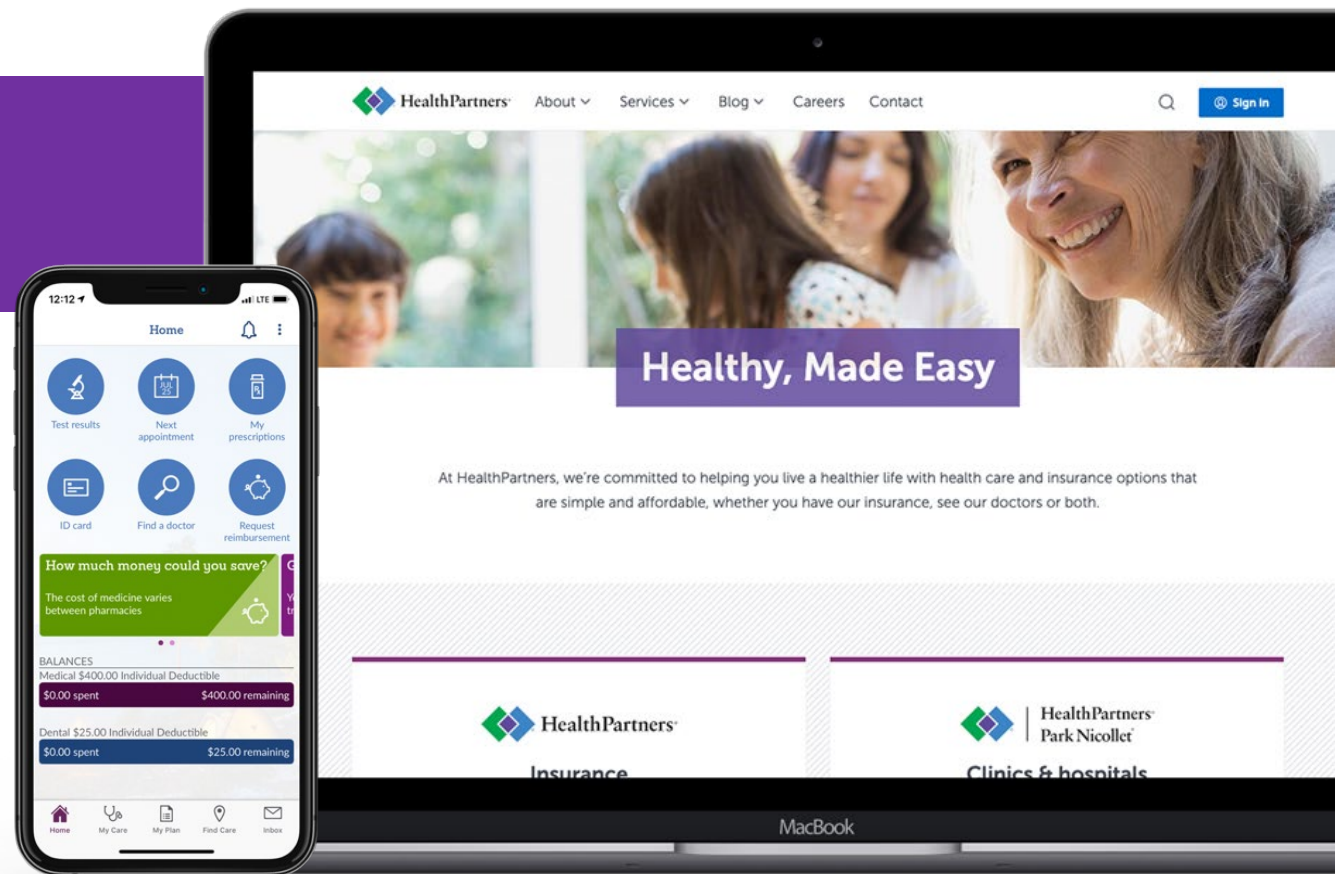 HealthPartners
About
Services
Blog
Careers
Contact
Sign In
Healthy, Made Easy
At HealthPartners, we're committed to helping you live a healthier life with health care and insurance options that
are simple and affordable, whether you have our insurance, see our doctors or both.
HealthPartners
Insurance
HealthPartners
Park Nicollet
Clinics & hospitals
MacBook
12:12
LTE
Home
JUL
25
Test results
Next
appointment
My
prescriptions
ID card
Find a doctor
Request
reimbursement
How much money could you save?
The cost of medicine varies
between pharmacies
BALANCES
Medical $400.00 Individual Deductible
$0.00 spent
$400.00 remaining
Dental $25.00 Individual Deductible
$0.00 spent
$25.00 remaining
Home
My Care
My Plan
Find Care
Inbox